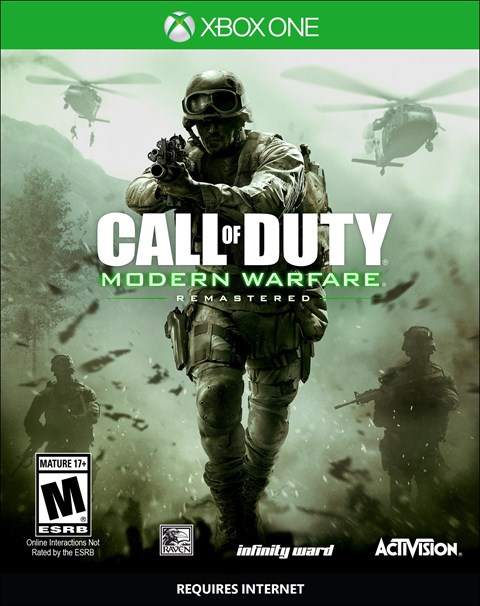 XBOX ONE
CALL OF DUTY®
MODERN WARFARE®
REMASTERED
MATURE 17+
M®
ESRB
Online Interactions Not
Rated by the ESRB
RAVEN
infinity ward
ACTIVISION®
REQUIRES INTERNET